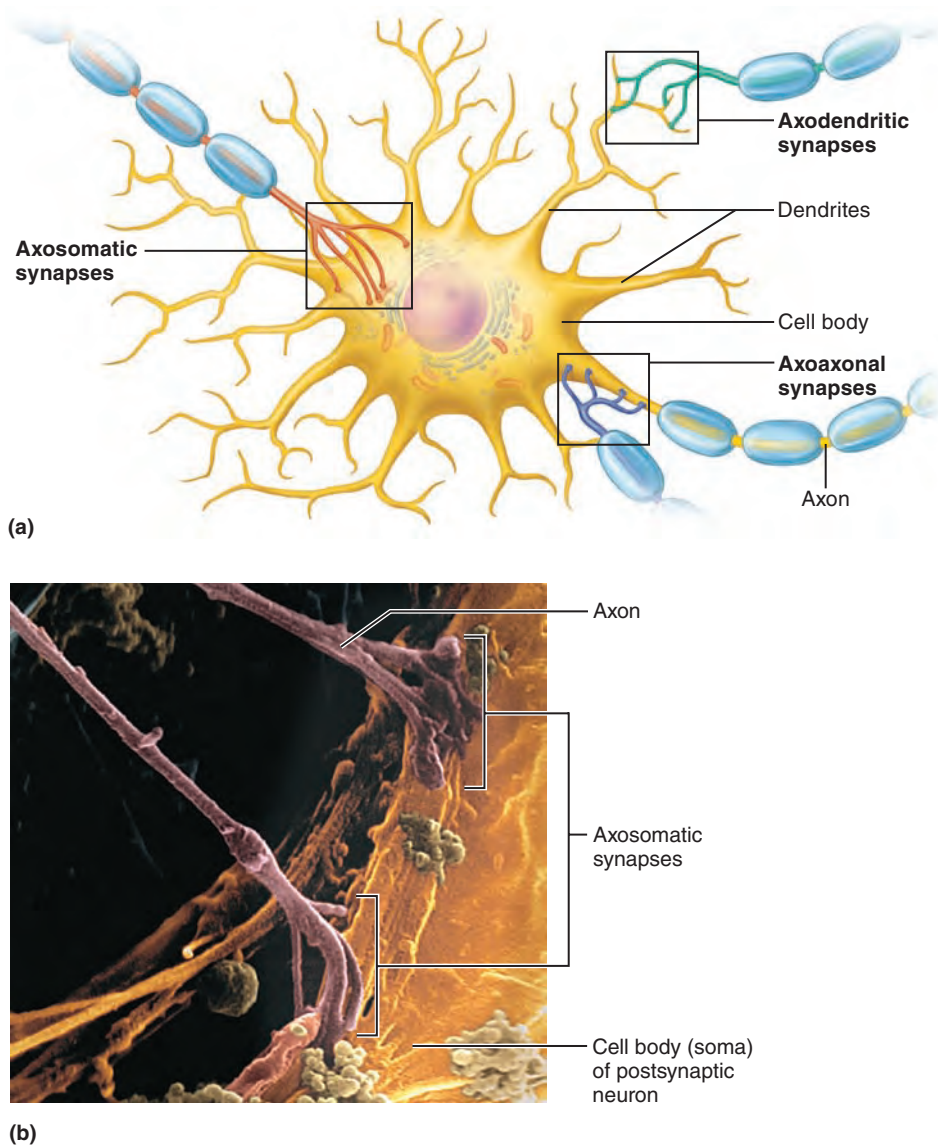 Axodendritic
synapses
Dendrites
Axosomatic
synapses
Cell body
Axoaxonal
synapses
Axon
(a)
Axon
Axosomatic
synapses
Cell body (soma)
of postsynaptic
neuron
(b)